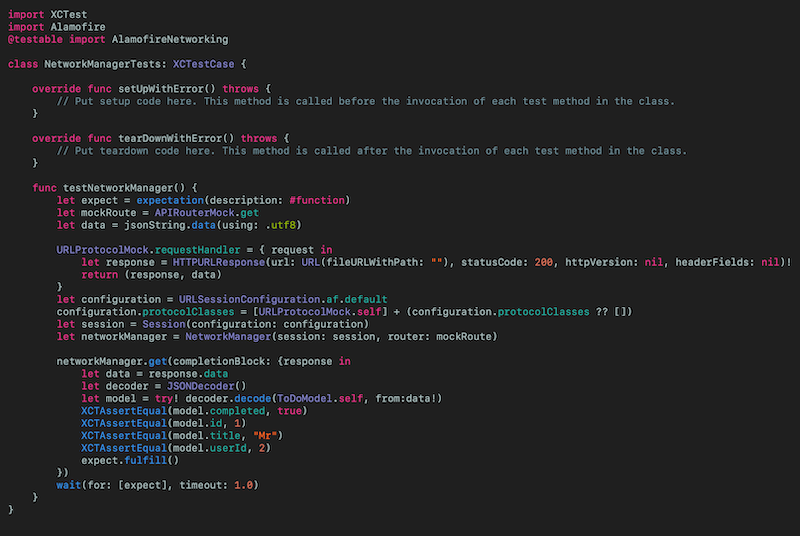 import XCTest
import Alamofire
@testable import AlamofireNetworking

class NetworkManagerTests: XCTestCase {

    override func setUpWithError() throws {
        // Put setup code here. This method is called before the invocation of each test method in the class.
    }

    override func tearDownWithError() throws {
        // Put teardown code here. This method is called after the invocation of each test method in the class.
    }

    func testNetworkManager() {
        let expect = expectation(description: #function)
        let mockRoute = APIRouterMock.get
        let data = jsonString.data(using: .utf8)

        URLProtocolMock.requestHandler = { request in
            let response = HTTPURLResponse(url: URL(fileURLWithPath: ""), statusCode: 200, httpVersion: nil, headerFields: nil)!
            return (response, data)
        }
        let configuration = URLSessionConfiguration.af.default
        configuration.protocolClasses = [URLProtocolMock.self] + (configuration.protocolClasses ?? [])
        let session = Session(configuration: configuration)
        let networkManager = NetworkManager(session: session, router: mockRoute)

        networkManager.get(completionBlock: {response in
            let data = response.data
            let decoder = JSONDecoder()
            let model = try! decoder.decode(ToDoModel.self, from:data!)
            XCTAssertEqual(model.completed, true)
            XCTAssertEqual(model.id, 1)
            XCTAssertEqual(model.title, "Mr")
            XCTAssertEqual(model.userId, 2)
            expect.fulfill()
        })
        wait(for: [expect], timeout: 1.0)
    }
}